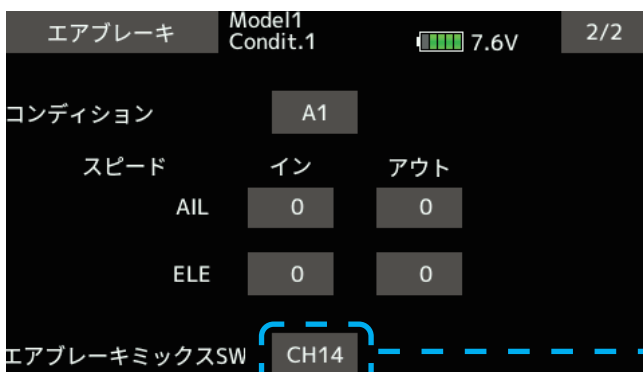 エアブレーキ Model1 Condit.1 7.6V 2/2
コンディション A1
スピード イン アウト
AIL 0 0
ELE 0 0
エアブレーキミックスSW CH14